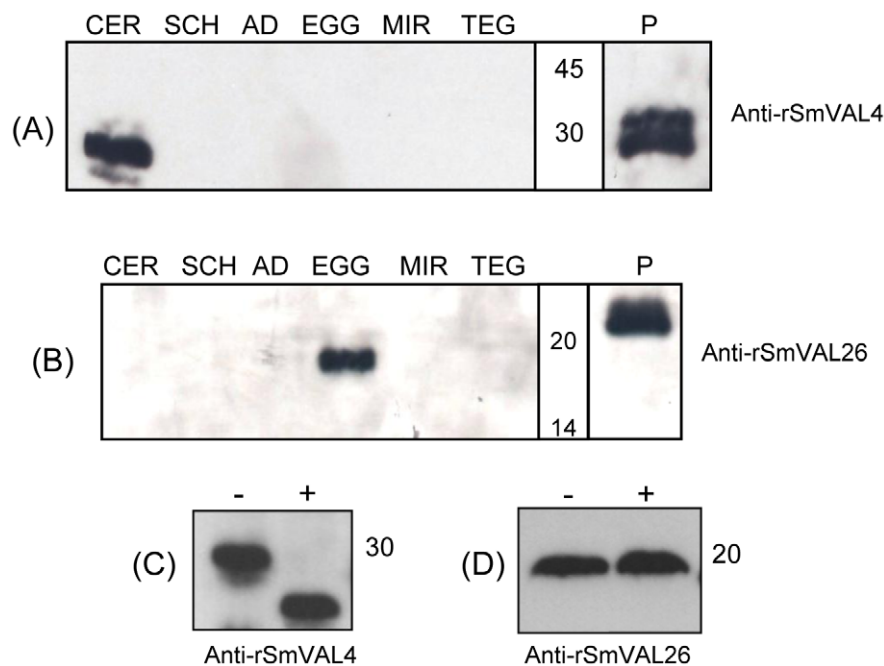 CER SCH AD EGG MIR TEG P
45
(A) 30 Anti-rSmVAL4
CER SCH AD EGG MIR TEG P
(B) 20 Anti-rSmVAL26
14
- + - +
(C) 30 (D) 20
Anti-rSmVAL4 Anti-rSmVAL26